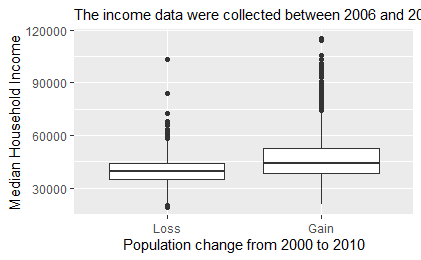 The income data were collected between 2006 and
120000
90000
60000
30000
Median Household Income
Loss Gain
Population change from 2000 to 2010